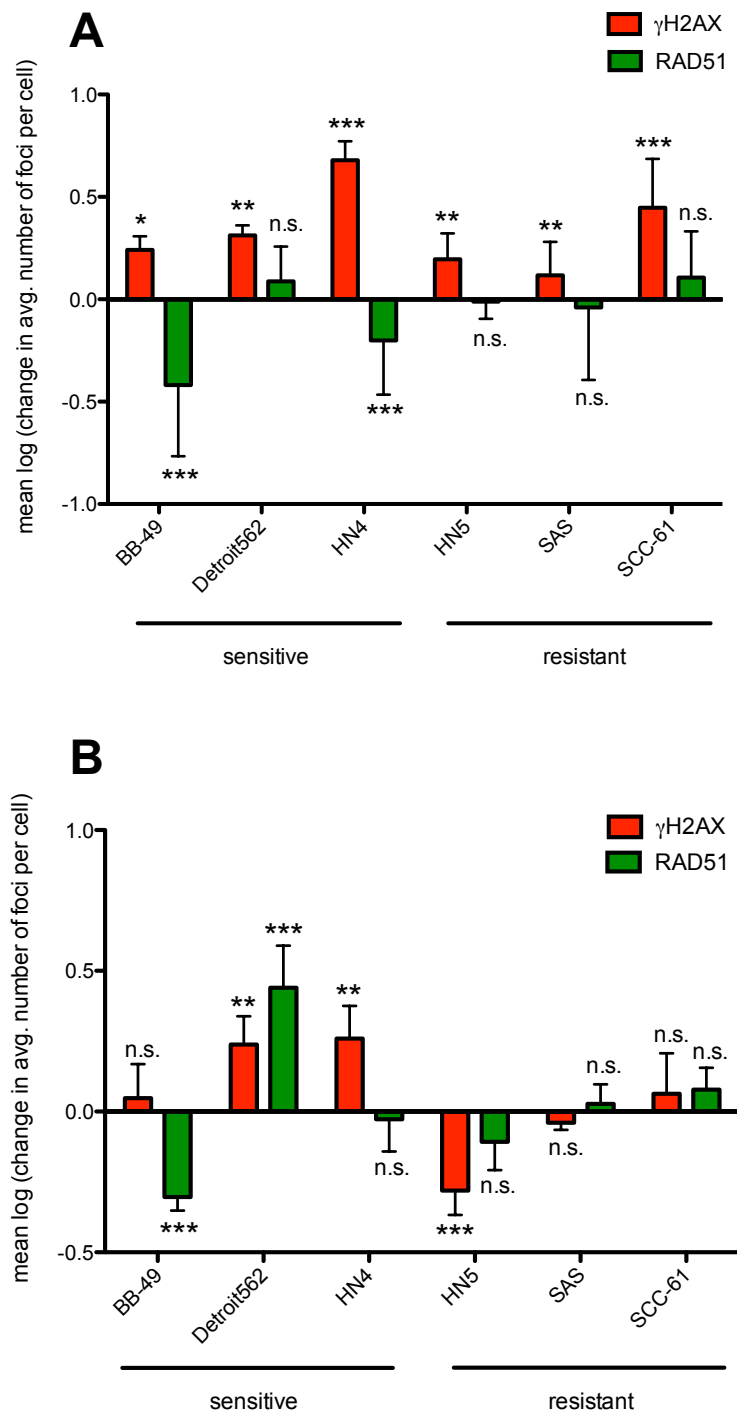 A
γH2AX
RAD51
mean log (change in avg. number of foci per cell)
1.0
0.5
0.0
-0.5
-1.0
*
***
**
n.s.
***
***
**
n.s.
**
n.s.
***
n.s.
BB-49
Detroit562
HN4
HN5
SAS
SCC-61
sensitive
resistant
B
γH2AX
RAD51
mean log (change in avg. number of foci per cell)
1.0
0.5
0.0
-0.5
n.s.
***
**
***
**
n.s.
***
n.s.
n.s.
n.s.
n.s.
n.s.
BB-49
Detroit562
HN4
HN5
SAS
SCC-61
sensitive
resistant